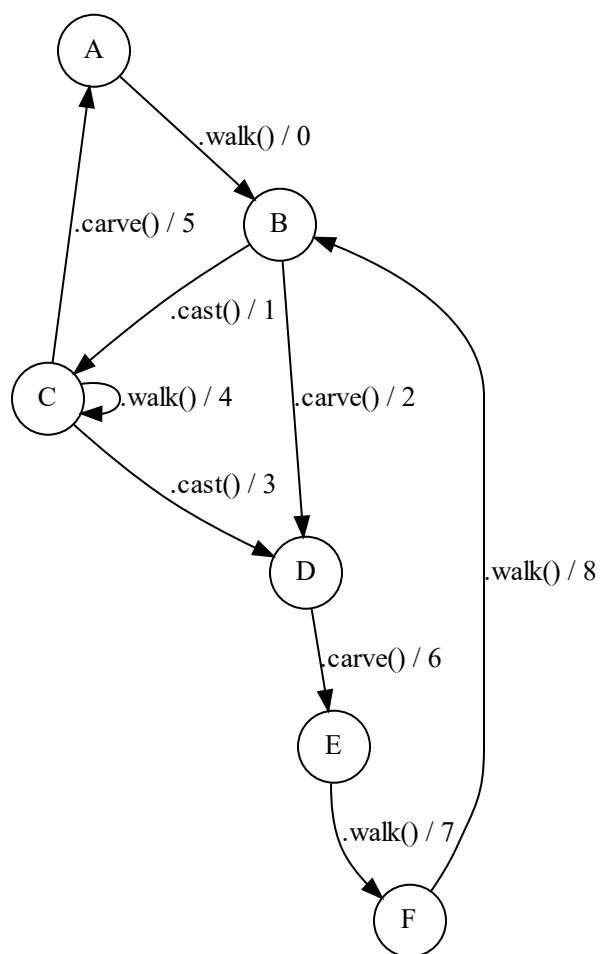 A
.walk() / 0
B
.carve() / 5
.cast() / 1
C
.walk() / 4
.carve() / 2
.cast() / 3
D
.walk() / 8
.carve() / 6
E
.walk() / 7
F